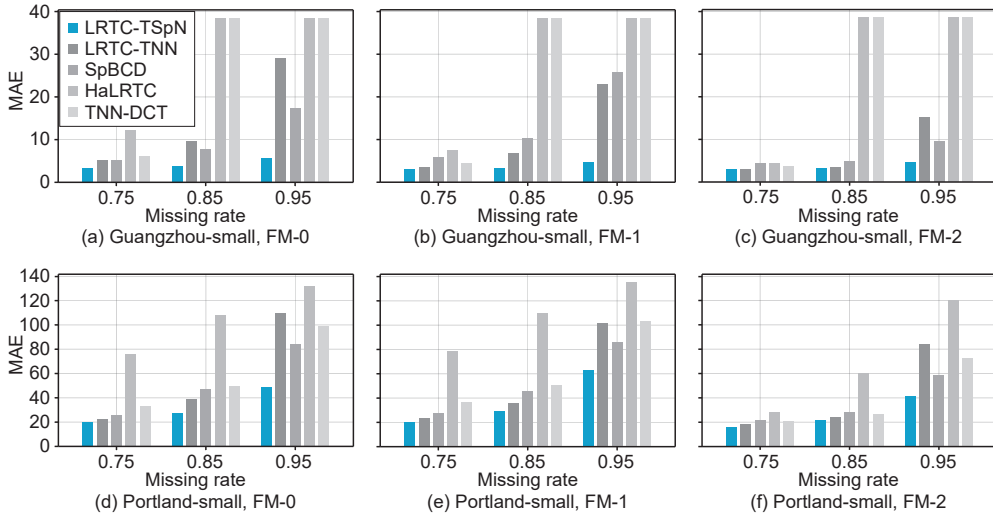 40
30
20
10
0
MAE
LRTC-TSpN
LRTC-TNN
SpBCD
HaLRTC
TNN-DCT
0.75 0.85 0.95
Missing rate
(a) Guangzhou-small, FM-0
0.75 0.85 0.95
Missing rate
(b) Guangzhou-small, FM-1
0.75 0.85 0.95
Missing rate
(c) Guangzhou-small, FM-2
140
120
100
80
60
40
20
0
MAE
0.75 0.85 0.95
Missing rate
(d) Portland-small, FM-0
0.75 0.85 0.95
Missing rate
(e) Portland-small, FM-1
0.75 0.85 0.95
Missing rate
(f) Portland-small, FM-2